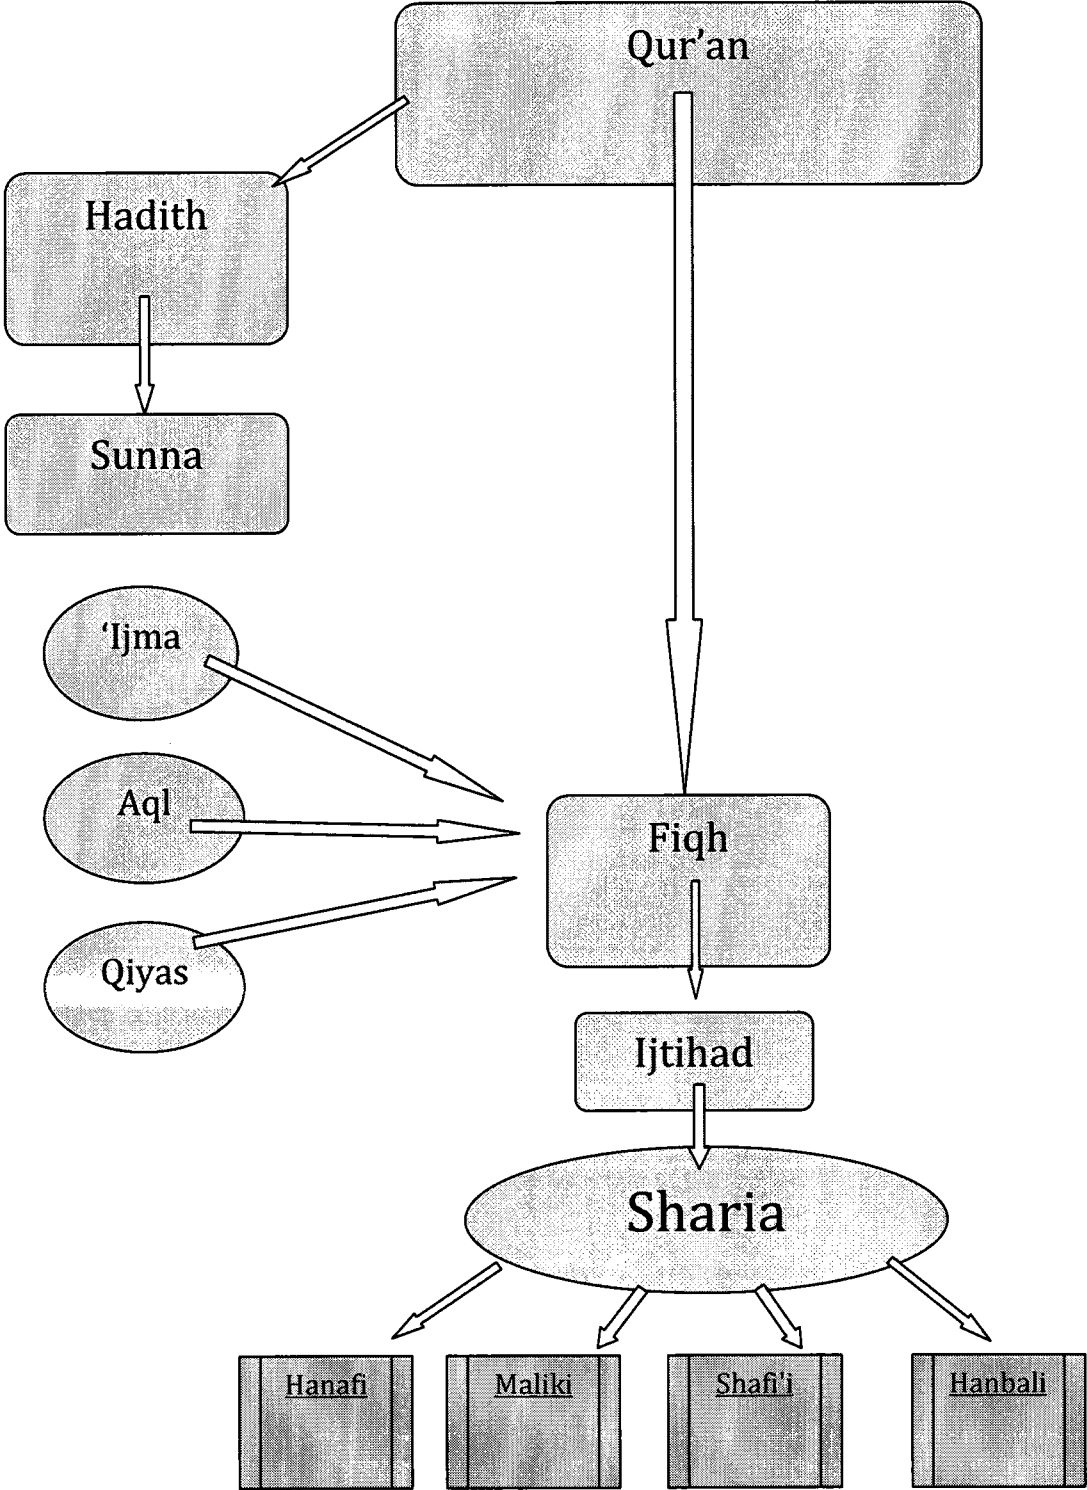 Qur’an
Hadith
Sunna
‘Ijma
Aql
Qiyas
Fiqh
Ijtihad
Sharia
Hanafi
Maliki
Shafi'i
Hanbali